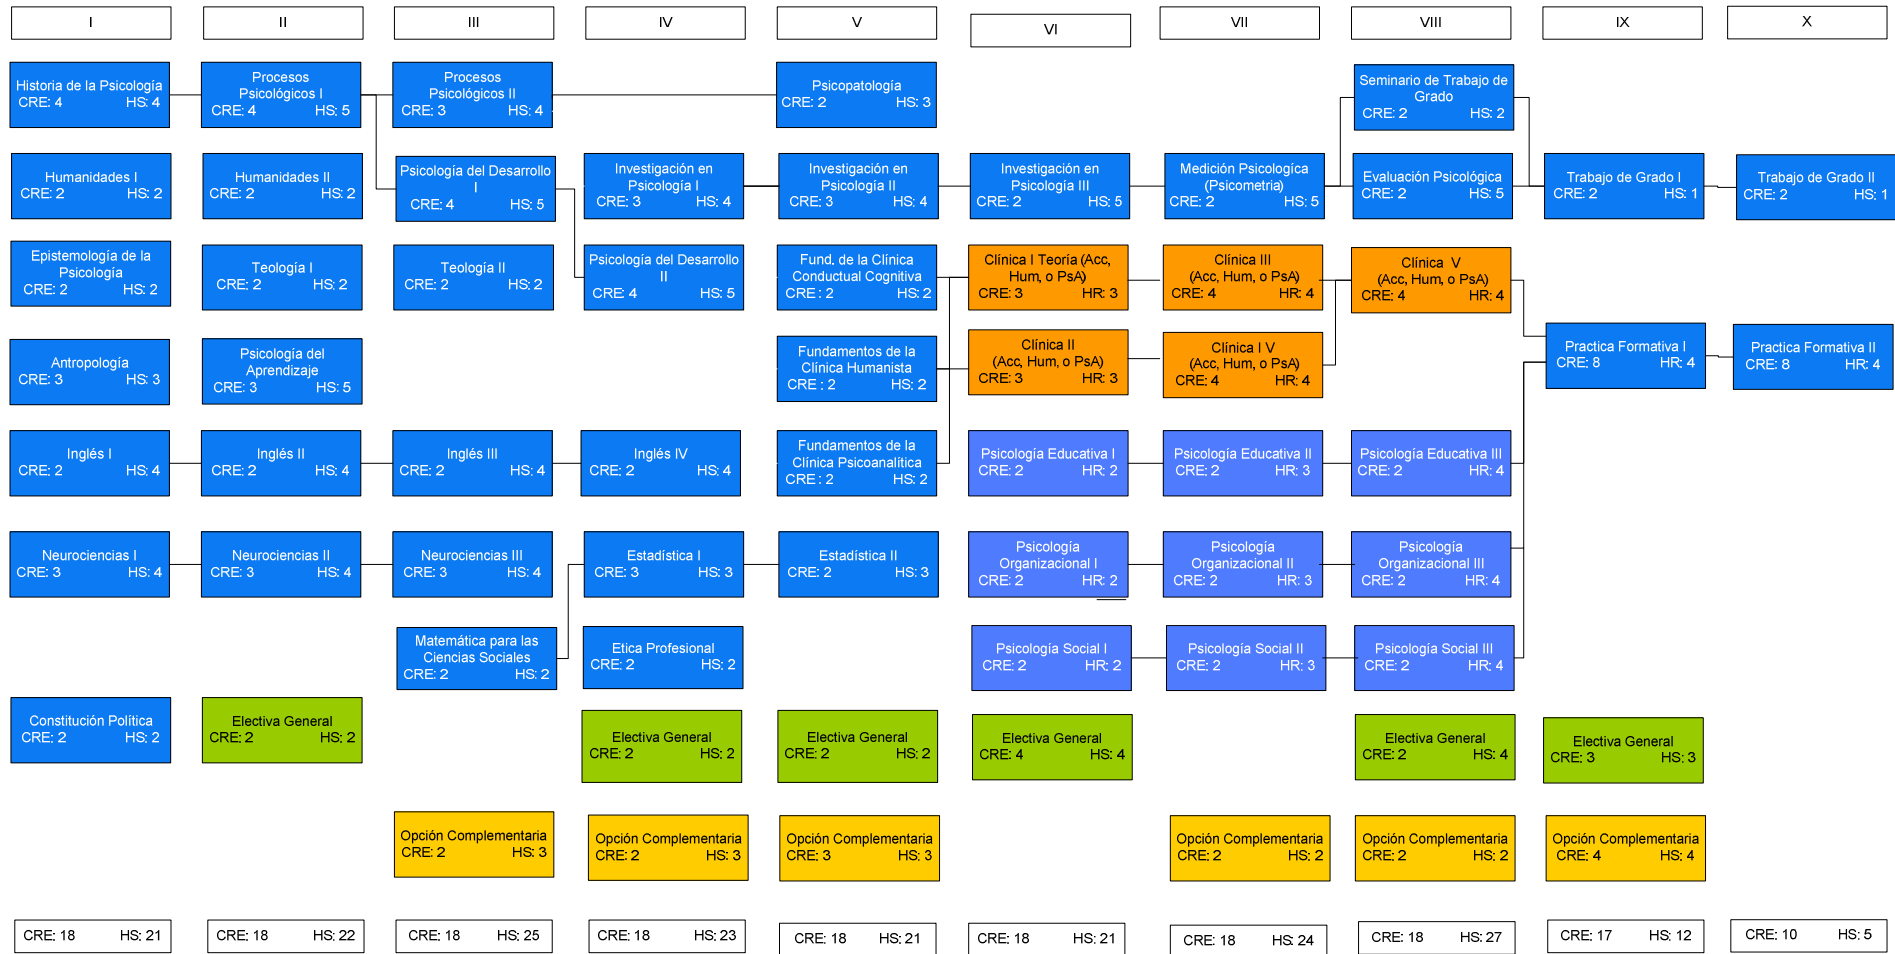 I II III IV V VI VII VIII IX X
Historia de la Psicología
CRE: 4 HS: 4
Procesos
Psicológicos I
CRE: 4 HS: 5
Procesos
Psicológicos II
CRE: 3 HS: 4
Psicopatología
CRE: 2 HS: 3
Seminario de Trabajo de
Grado
CRE: 2 HS: 2
Humanidades I
CRE: 2 HS: 2
Humanidades II
CRE: 2 HS: 2
Psicología del Desarrollo
I
CRE: 4 HS: 5
Investigación en
Psicología I
CRE: 3 HS: 4
Investigación en
Psicología II
CRE: 3 HS: 4
Investigación en
Psicología III
CRE: 2 HS: 5
Medición Psicologíca
(Psicometria)
CRE: 2 HS: 5
Evaluación Psicológica
CRE: 2 HS: 5
Trabajo de Grado I
CRE: 2 HS: 1
Trabajo de Grado II
CRE: 2 HS: 1
Epistemología de la
Psicología
CRE: 2 HS: 2
Teología I
CRE: 2 HS: 2
Teología II
CRE: 2 HS: 2
Psicología del Desarrollo
II
CRE: 4 HS: 5
Fund. de la Clínica
Conductual Cognitiva
CRE : 2 HS: 2
Clínica I Teoría (Acc,
Hum, o PsA)
CRE: 3 HR: 3
Clínica III
(Acc, Hum, o PsA)
CRE: 4 HR: 4
Clínica V
(Acc, Hum, o PsA)
CRE: 4 HR: 4
Antropología
CRE: 3 HS: 3
Psicología del
Aprendizaje
CRE: 3 HS: 5
Fundamentos de la
Clínica Humanista
CRE : 2 HS: 2
Clínica II
(Acc, Hum, o PsA)
CRE: 3 HR: 3
Clínica I V
(Acc, Hum, o PsA)
CRE: 4 HR: 4
Practica Formativa I
CRE: 8 HR: 4
Practica Formativa II
CRE: 8 HR: 4
Inglés I
CRE: 2 HS: 4
Inglés II
CRE: 2 HS: 4
Inglés III
CRE: 2 HS: 4
Inglés IV
CRE: 2 HS: 4
Fundamentos de la
Clínica Psicoanalítica
CRE : 2 HS: 2
Psicología Educativa I
CRE: 2 HR: 2
Psicología Educativa II
CRE: 2 HR: 3
Psicología Educativa III
CRE: 2 HR: 4
Neurociencias I
CRE: 3 HS: 4
Neurociencias II
CRE: 3 HS: 4
Neurociencias III
CRE: 3 HS: 4
Estadística I
CRE: 3 HS: 3
Estadística II
CRE: 2 HS: 3
Psicología
Organizacional I
CRE: 2 HR: 2
Psicología
Organizacional II
CRE: 2 HR: 3
Psicología
Organizacional III
CRE: 2 HR: 4
Matemática para las
Ciencias Sociales
CRE: 2 HS: 2
Etica Profesional
CRE: 2 HS: 2
Psicología Social I
CRE: 2 HR: 2
Psicología Social II
CRE: 2 HR: 3
Psicología Social III
CRE: 2 HR: 4
Constitución Política
CRE: 2 HS: 2
Electiva General
CRE: 2 HS: 2
Electiva General
CRE: 2 HS: 2
Electiva General
CRE: 2 HS: 2
Electiva General
CRE: 4 HS: 4
Electiva General
CRE: 2 HS: 4
Electiva General
CRE: 3 HS: 3
Opción Complementaria
CRE: 2 HS: 3
Opción Complementaria
CRE: 2 HS: 3
Opción Complementaria
CRE: 3 HS: 3
Opción Complementaria
CRE: 2 HS: 2
Opción Complementaria
CRE: 2 HS: 2
Opción Complementaria
CRE: 4 HS: 4
CRE: 18 HS: 21
CRE: 18 HS: 22
CRE: 18 HS: 25
CRE: 18 HS: 23
CRE: 18 HS: 21
CRE: 18 HS: 21
CRE: 18 HS: 24
CRE: 18 HS: 27
CRE: 17 HS: 12
CRE: 10 HS: 5